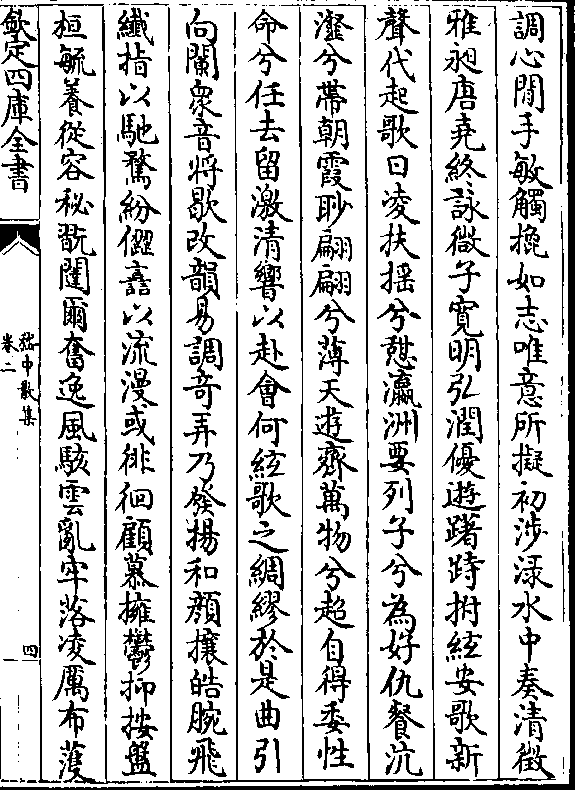 調心閒手敏觸㧓如志唯意所擬初涉渌水中奏清徴
雅昶唐堯終詠微子寛明弘潤優遊躇跱拊絃安歌新
聲代起歌曰凌扶揺兮憩瀛洲要列子兮為好仇餐沆
瀣兮帶朝霞眇翩翩兮薄天遊齊萬物兮超自得委性
命兮任去留激清響以赴會何絃歌之綢繆於是曲引
向闌衆音將歇改韻易調竒弄乃發揚和顔攘皓腕飛
纖指以馳騖紛㒊譶以流漫或徘徊顧慕擁鬱抑按盤
桓毓養從容秘翫闥爾奮逸風駭雲亂牢落凌厲布濩
欽定四庫全書
嵇中散集
卷二
四